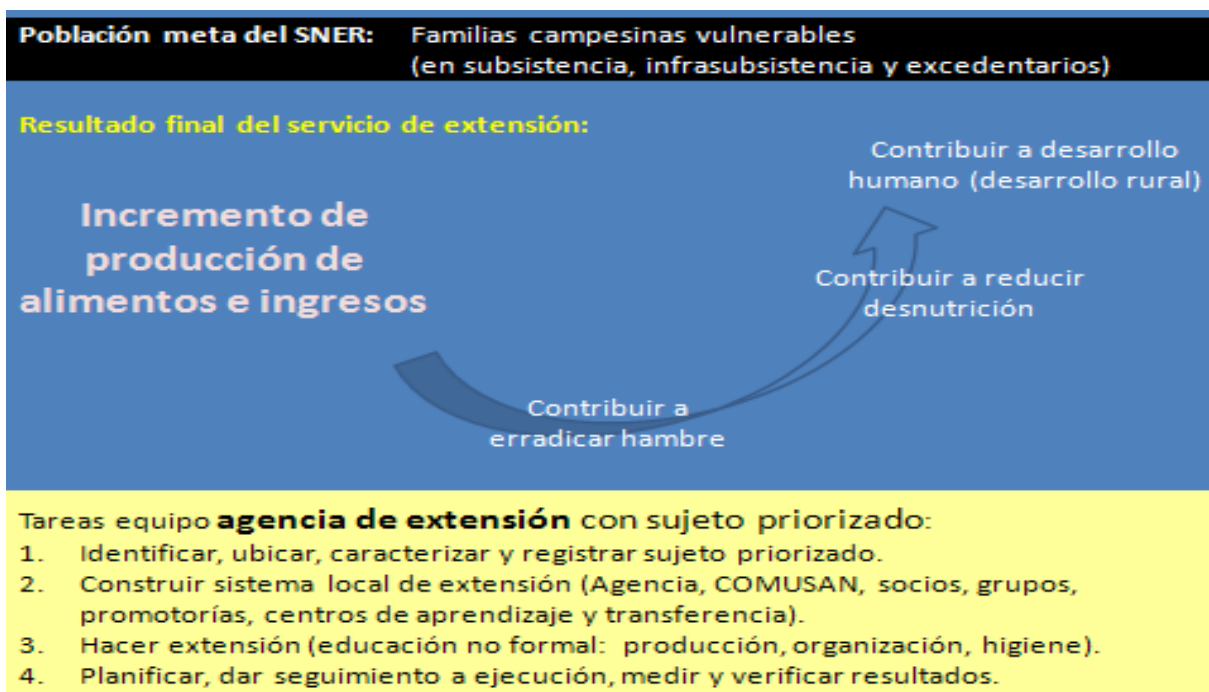 Población meta del SNER: Familias campesinas vulnerables
(en subsistencia, infrasubsistencia y excedentarios)
Resultado final del servicio de extensión:
Incremento de
producción de
alimentos e ingresos
Contribuir a
erradicar hambre
Contribuir a reducir
desnutrición
Contribuir a desarrollo
humano (desarrollo rural)
Tareas equipo agencia de extensión con sujeto priorizado:
1. Identificar, ubicar, caracterizar y registrar sujeto priorizado.
2. Construir sistema local de extensión (Agencia, COMUSAN, socios, grupos,
promotorías, centros de aprendizaje y transferencia).
3. Hacer extensión (educación no formal: producción, organización, higiene).
4. Planificar, dar seguimiento a ejecución, medir y verificar resultados.